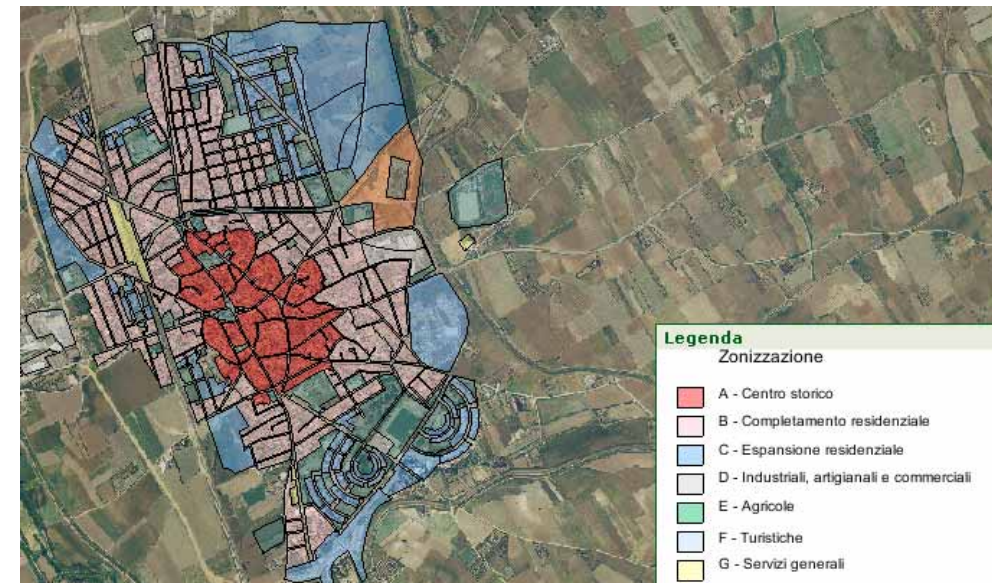 Legenda
Zonizzazione
A - Centro storico
B - Completamento residenziale
C - Espansione residenziale
D - Industriali, artigianali e commerciali
E - Agricole
F - Turistiche
G - Servizi generali